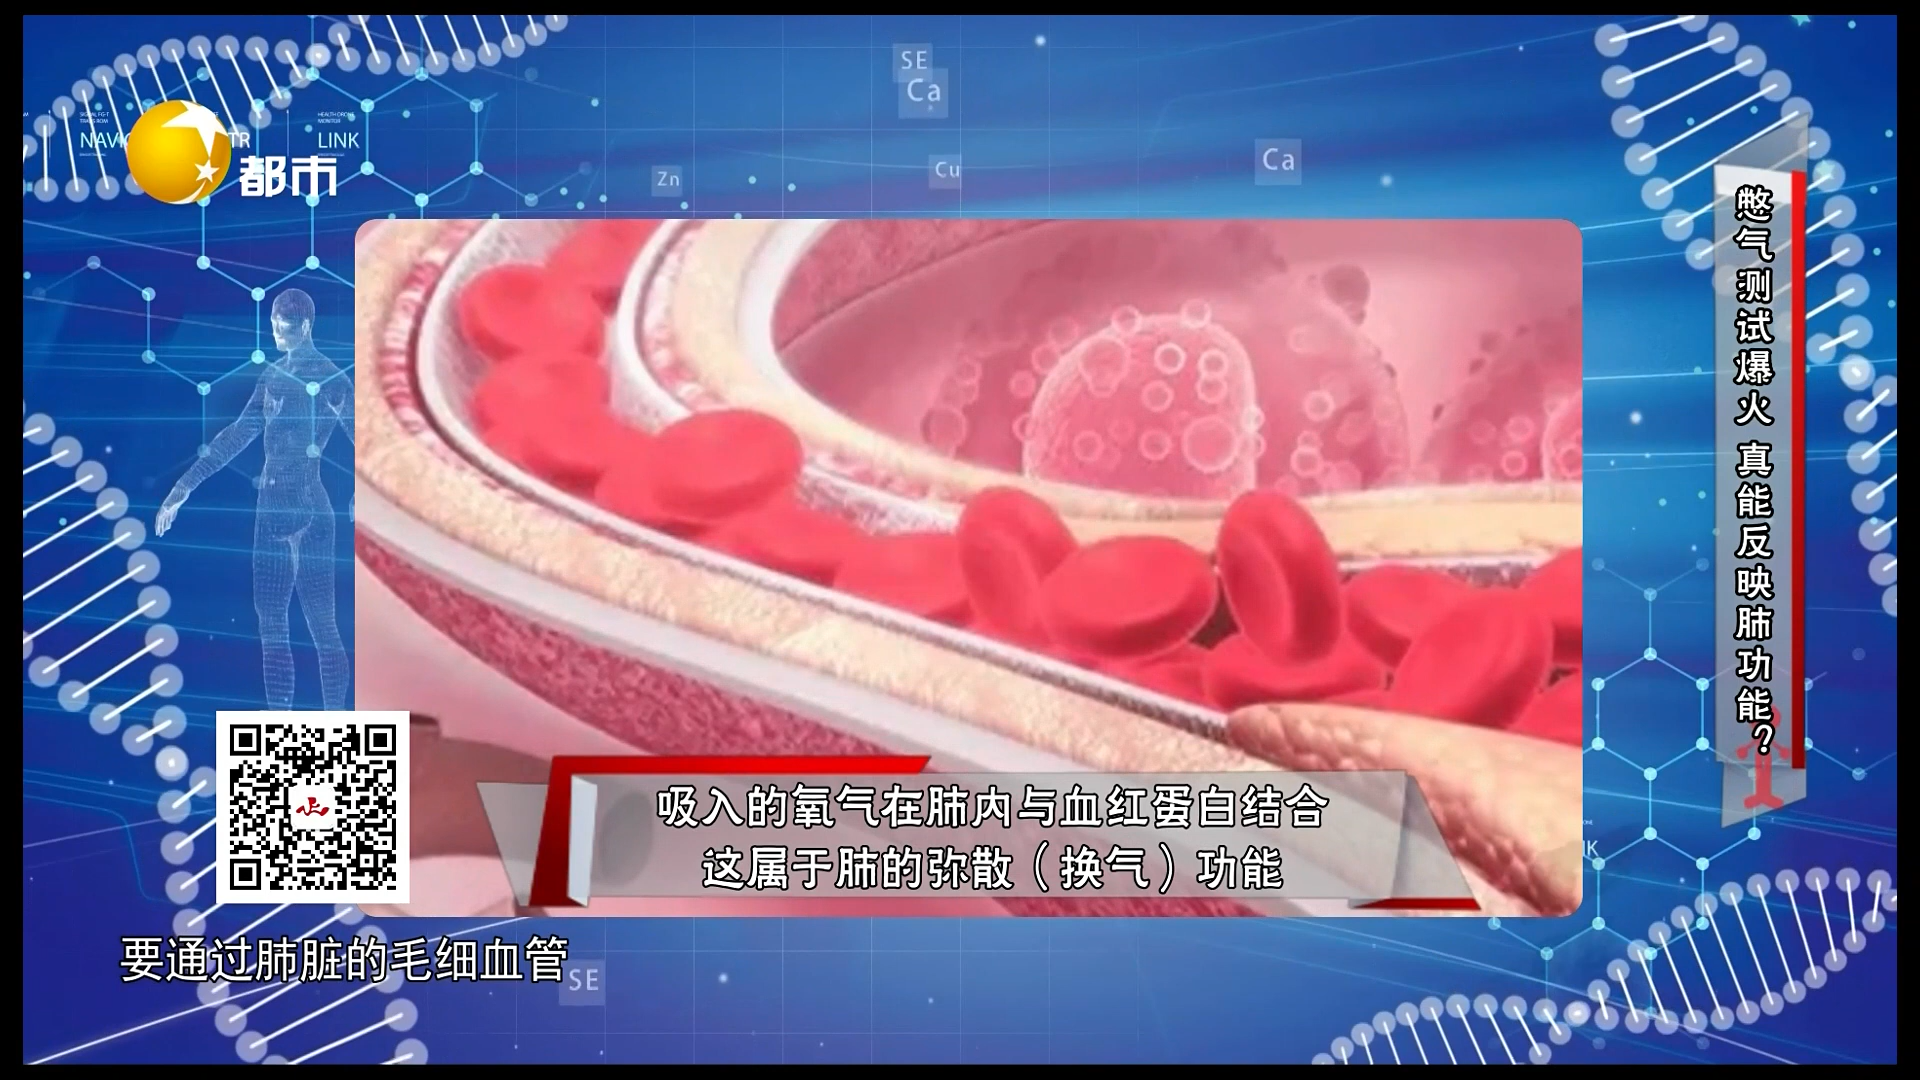 SE
Ca
LINK
都市
Zn
Cu
Ca
憋气测试爆火 真能反映肺功能？
吸入的氧气在肺内与血红蛋白结合
这属于肺的弥散（换气）功能
要通过肺脏的毛细血管
SE